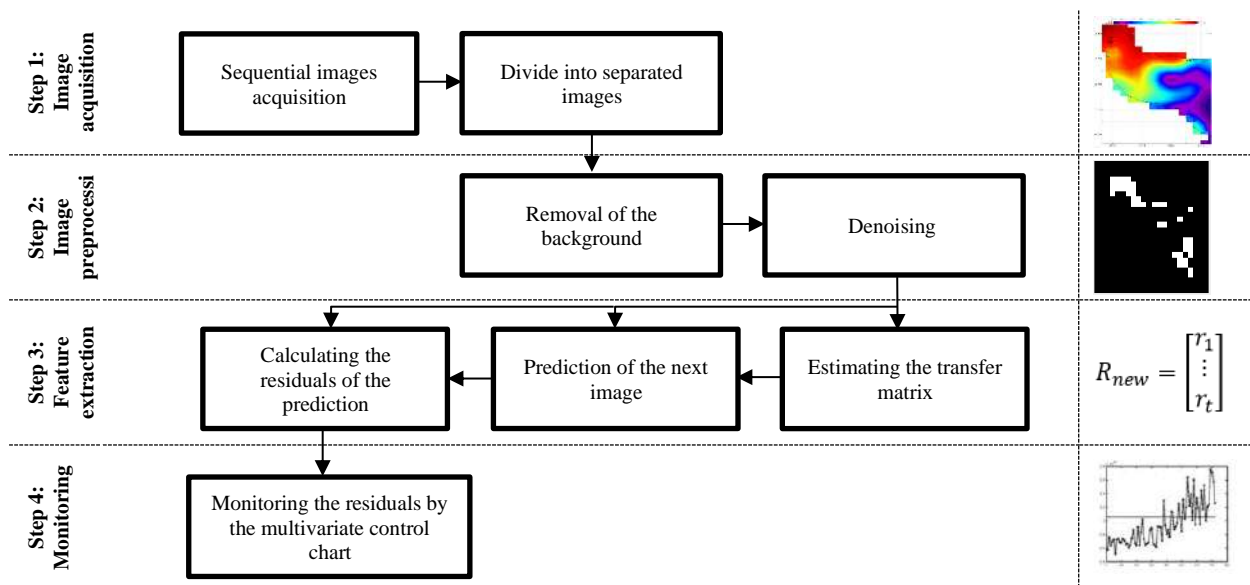 Step 1:
Image
acquisition
Sequential images
acquisition
Divide into separated
images
Step 2:
Image
preprocessi
Removal of the
background
Denoising
Step 3:
Feature
extraction
Calculating the
residuals of the
prediction
Prediction of the next
image
Estimating the transfer
matrix
R_{new} = [r_1 ⋮ r_t]
Step 4:
Monitoring
Monitoring the residuals by
the multivariate control
chart